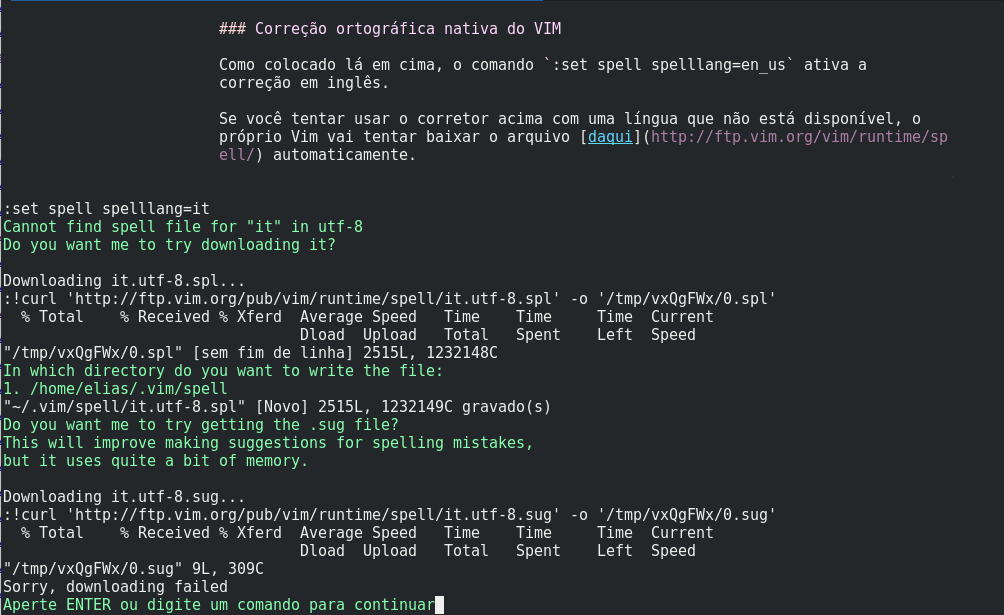 ### Correção ortográfica nativa do VIM
Como colocado lá em cima, o comando `:set spell spelllang=en_us` ativa a
correção em inglês.
Se você tentar usar o corretor acima com uma língua que não está disponível, o
próprio Vim vai tentar baixar o arquivo [daqui](http://ftp.vim.org/vim/runtime/sp
ell/) automaticamente.
:set spell spelllang=it
Cannot find spell file for "it" in utf-8
Do you want me to try downloading it?
Downloading it.utf-8.spl...
:!curl 'http://ftp.vim.org/pub/vim/runtime/spell/it.utf-8.spl' -o '/tmp/vxQgFWx/0.spl'
% Total    % Received % Xferd  Average Speed   Time    Time     Time  Current
Dload  Upload   Total   Spent    Left  Speed
"/tmp/vxQgFWx/0.spl" [sem fim de linha] 2515L, 1232148C
In which directory do you want to write the file:
1. /home/elias/.vim/spell
"~/.vim/spell/it.utf-8.spl" [Novo] 2515L, 1232149C gravado(s)
Do you want me to try getting the .sug file?
This will improve making suggestions for spelling mistakes,
but it uses quite a bit of memory.
Downloading it.utf-8.sug...
:!curl 'http://ftp.vim.org/pub/vim/runtime/spell/it.utf-8.sug' -o '/tmp/vxQgFWx/0.sug'
% Total    % Received % Xferd  Average Speed   Time    Time     Time  Current
Dload  Upload   Total   Spent    Left  Speed
"/tmp/vxQgFWx/0.sug" 9L, 309C
Sorry, downloading failed
Aperte ENTER ou digite um comando para continuar